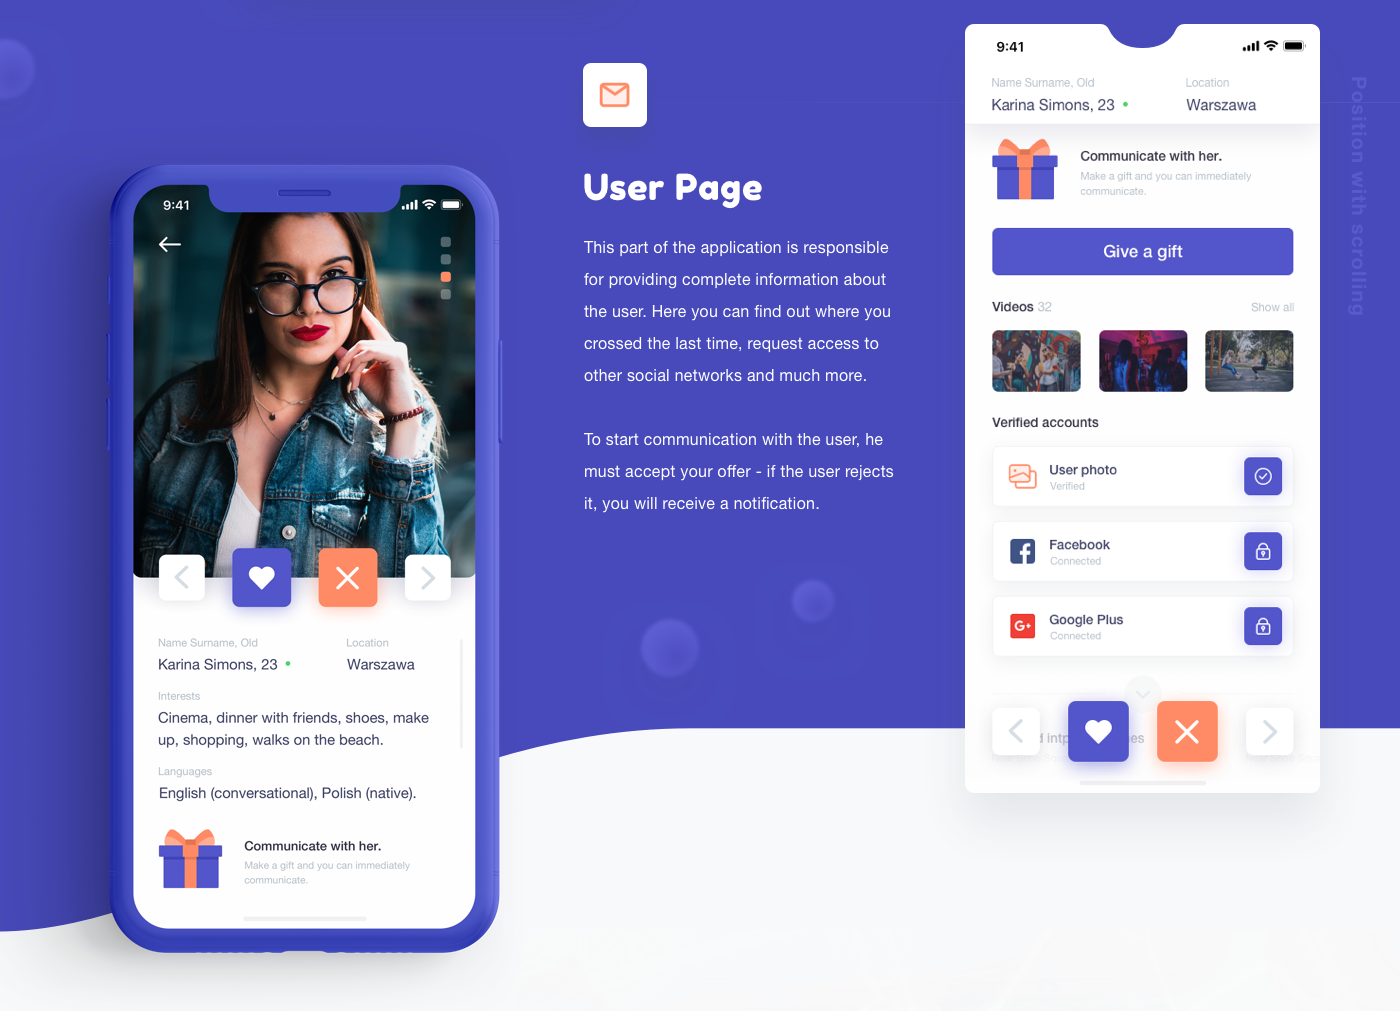 9:41
Name Surname, Old
Location
Karina Simons, 23
Warszawa
Interests
Cinema, dinner with friends, shoes, make
up, shopping, walks on the beach.
Languages
English (conversational), Polish (native).
Communicate with her.
Make a gift and you can immediately
communicate.
User Page
This part of the application is responsible
for providing complete information about
the user. Here you can find out where you
crossed the last time, request access to
other social networks and much more.
To start communication with the user, he
must accept your offer - if the user rejects
it, you will receive a notification.
9:41
Name Surname, Old
Location
Karina Simons, 23
Warszawa
Communicate with her.
Make a gift and you can immediately
communicate.
Give a gift
Videos 32
Show all
Verified accounts
User photo
Verified
Facebook
Connected
G+
Google Plus
Connected
Position with scrolling